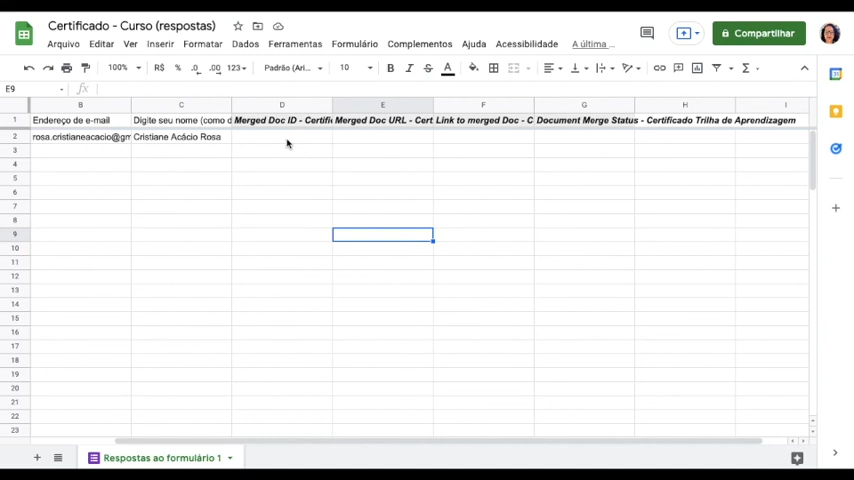 Certificado - Curso (respostas)
Compartilhar
Arquivo Editar Ver Inserir Formatar Dados Ferramentas Formulário Complementos Ajuda Acessibilidade A última ...
100% R$ % .0 .00 123 Padrão (Ari... 10 B I S A
E9 fx
B C D E F G H I
1 Endereço de e-mail Digite seu nome (como d Merged Doc ID - Certifi Merged Doc URL - Cert Link to merged Doc - C Document Merge Status - Certificado Trilha de Aprendizagem
2 rosa.cristianeacacio@gm Cristiane Acácio Rosa
3
4
5
6
7
8
9
10
11
12
13
14
15
16
17
18
19
20
21
22
23
Respostas ao formulário 1